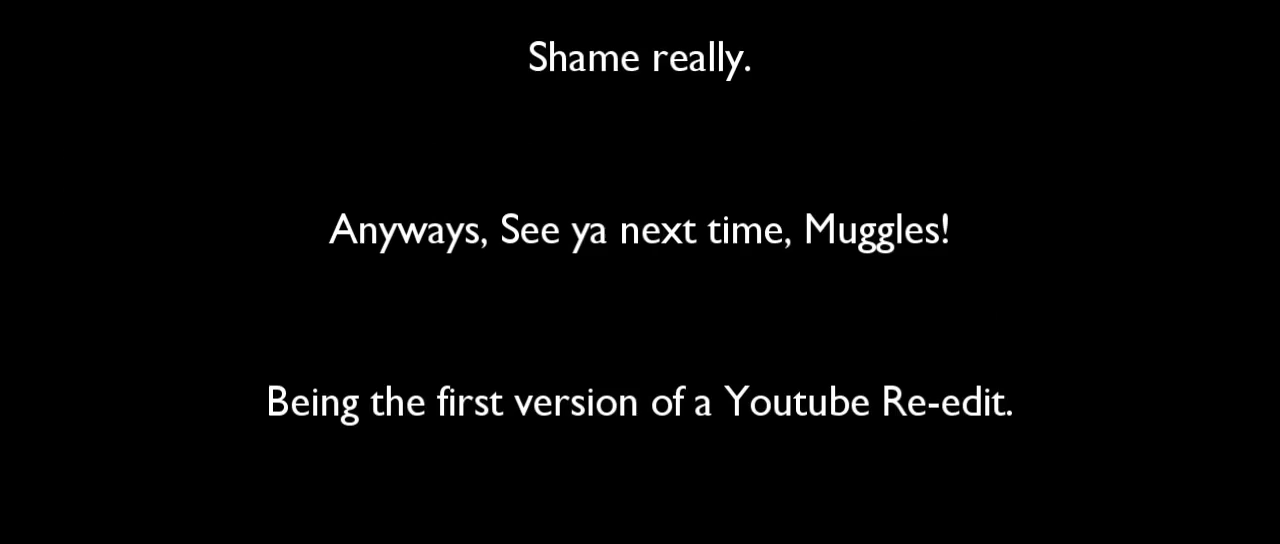 Shame really.
Anyways, See ya next time, Muggles!
Being the first version of a Youtube Re-edit.